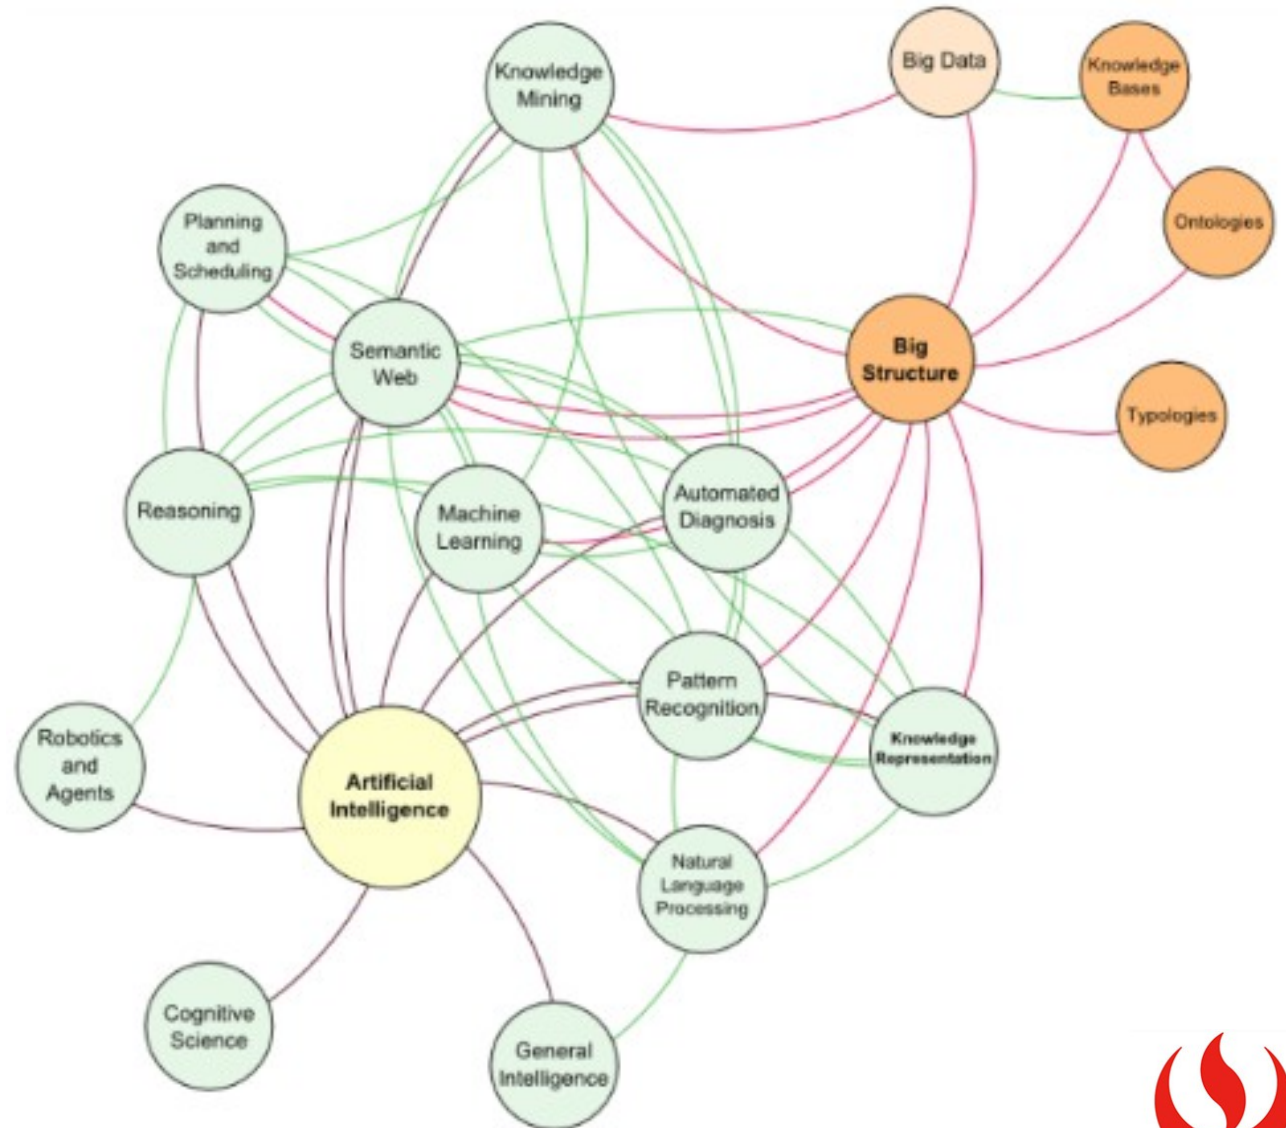 Knowledge
Mining
Big Data
Knowledge
Bases
Planning
and
Scheduling
Ontologies
Semantic
Web
Big
Structure
Typologies
Reasoning
Machine
Learning
Automated
Diagnosis
Pattern
Recognition
Robotics
and
Agents
Artificial
Intelligence
Knowledge
Representation
Natural
Language
Processing
Cognitive
Science
General
Intelligence